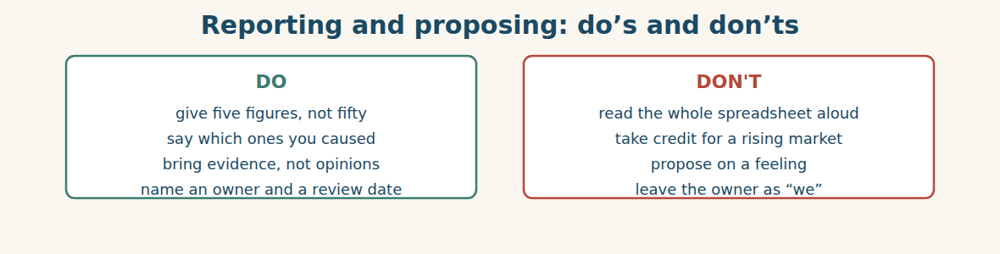 Reporting and proposing: do’s and don’ts
DO
give five figures, not fifty
say which ones you caused
bring evidence, not opinions
name an owner and a review date
DON'T
read the whole spreadsheet aloud
take credit for a rising market
propose on a feeling
leave the owner as “we”